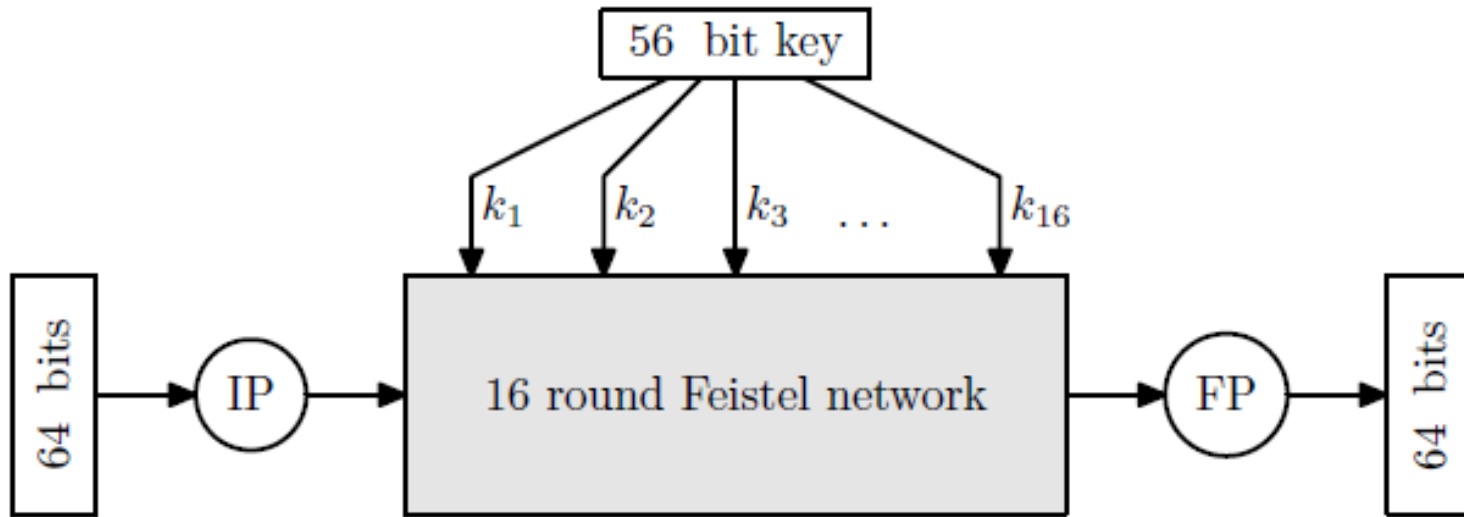 56 bit key
k1 k2 k3 ... k16
64 bits
IP
16 round Feistel network
FP
64 bits